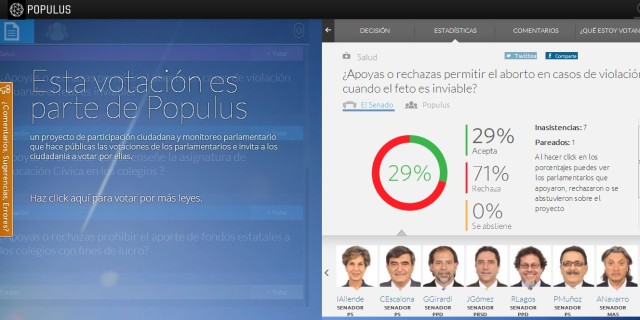 POPULUS
Salud
Votar
Esta votación es
parte de Populus
un proyecto de participación ciudadana y monitoreo parlamentario
que hace públicas las votaciones de los parlamentarios e invita a los
ciudadanía a votar por ellas.
Haz click aquí para votar por más leyes.
¿Comentarios, Sugerencias, Errores?
¿Apoyas o rechazas prohibir el aporte de fondos estatales a
los colegios con fines de lucro?
DECISIÓN
ESTADÍSTICAS
COMENTARIOS
¿QUÉ ESTOY VOTAN
Salud
Twittea
Comparte
¿Apoyas o rechazas permitir el aborto en casos de violación
cuando el feto es inviable?
El Senado
Populus
29%
29%
Acepta
71%
Rechaza
0%
Se abstiene
Inasistencias: 7
Pareados: 1
Al hacer click en los
porcentajes puedes ver
los parlamentarios que
apoyaron, rechazaron o se
abstuvieron sobre el
proyecto
IAllende
SENADOR
PS
CEscalona
SENADOR
PS
GGirardi
SENADOR
PPD
JGómez
SENADOR
PRSD
RLagos
SENADOR
PPD
PMuñoz
SENADOR
PS
ANavarro
SENADOR
MAS